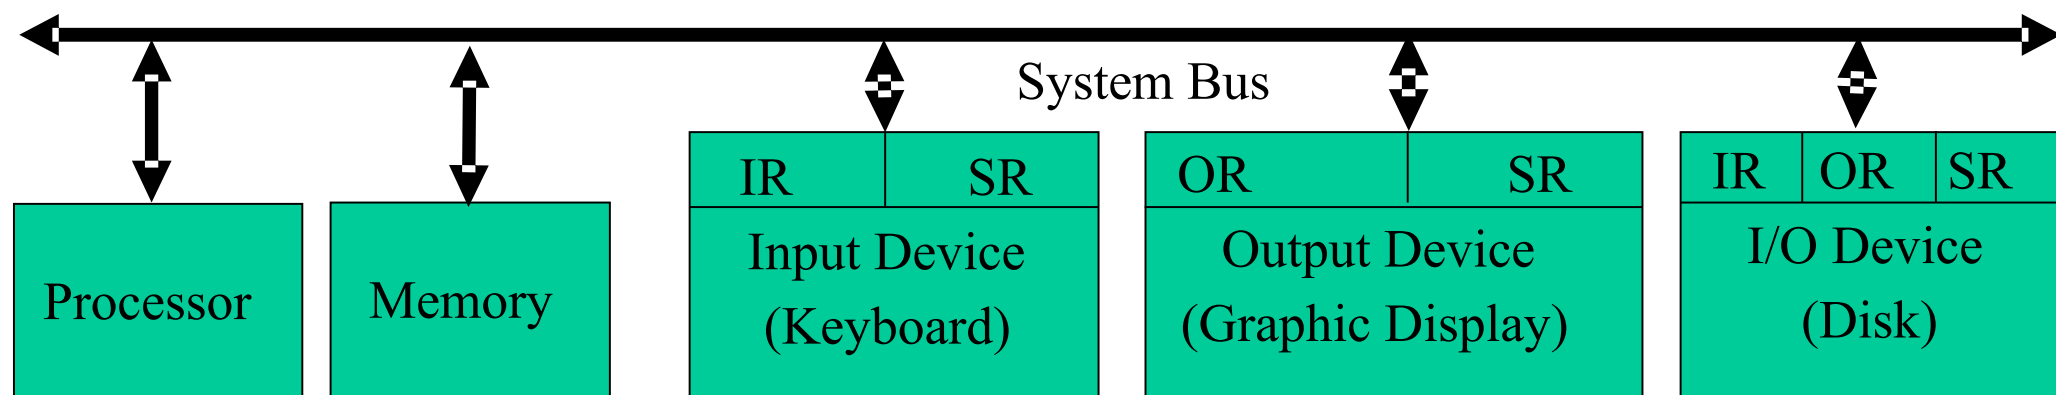 System Bus
IR SR
OR SR
IR OR SR
Processor
Memory
Input Device
(Keyboard)
Output Device
(Graphic Display)
I/O Device
(Disk)